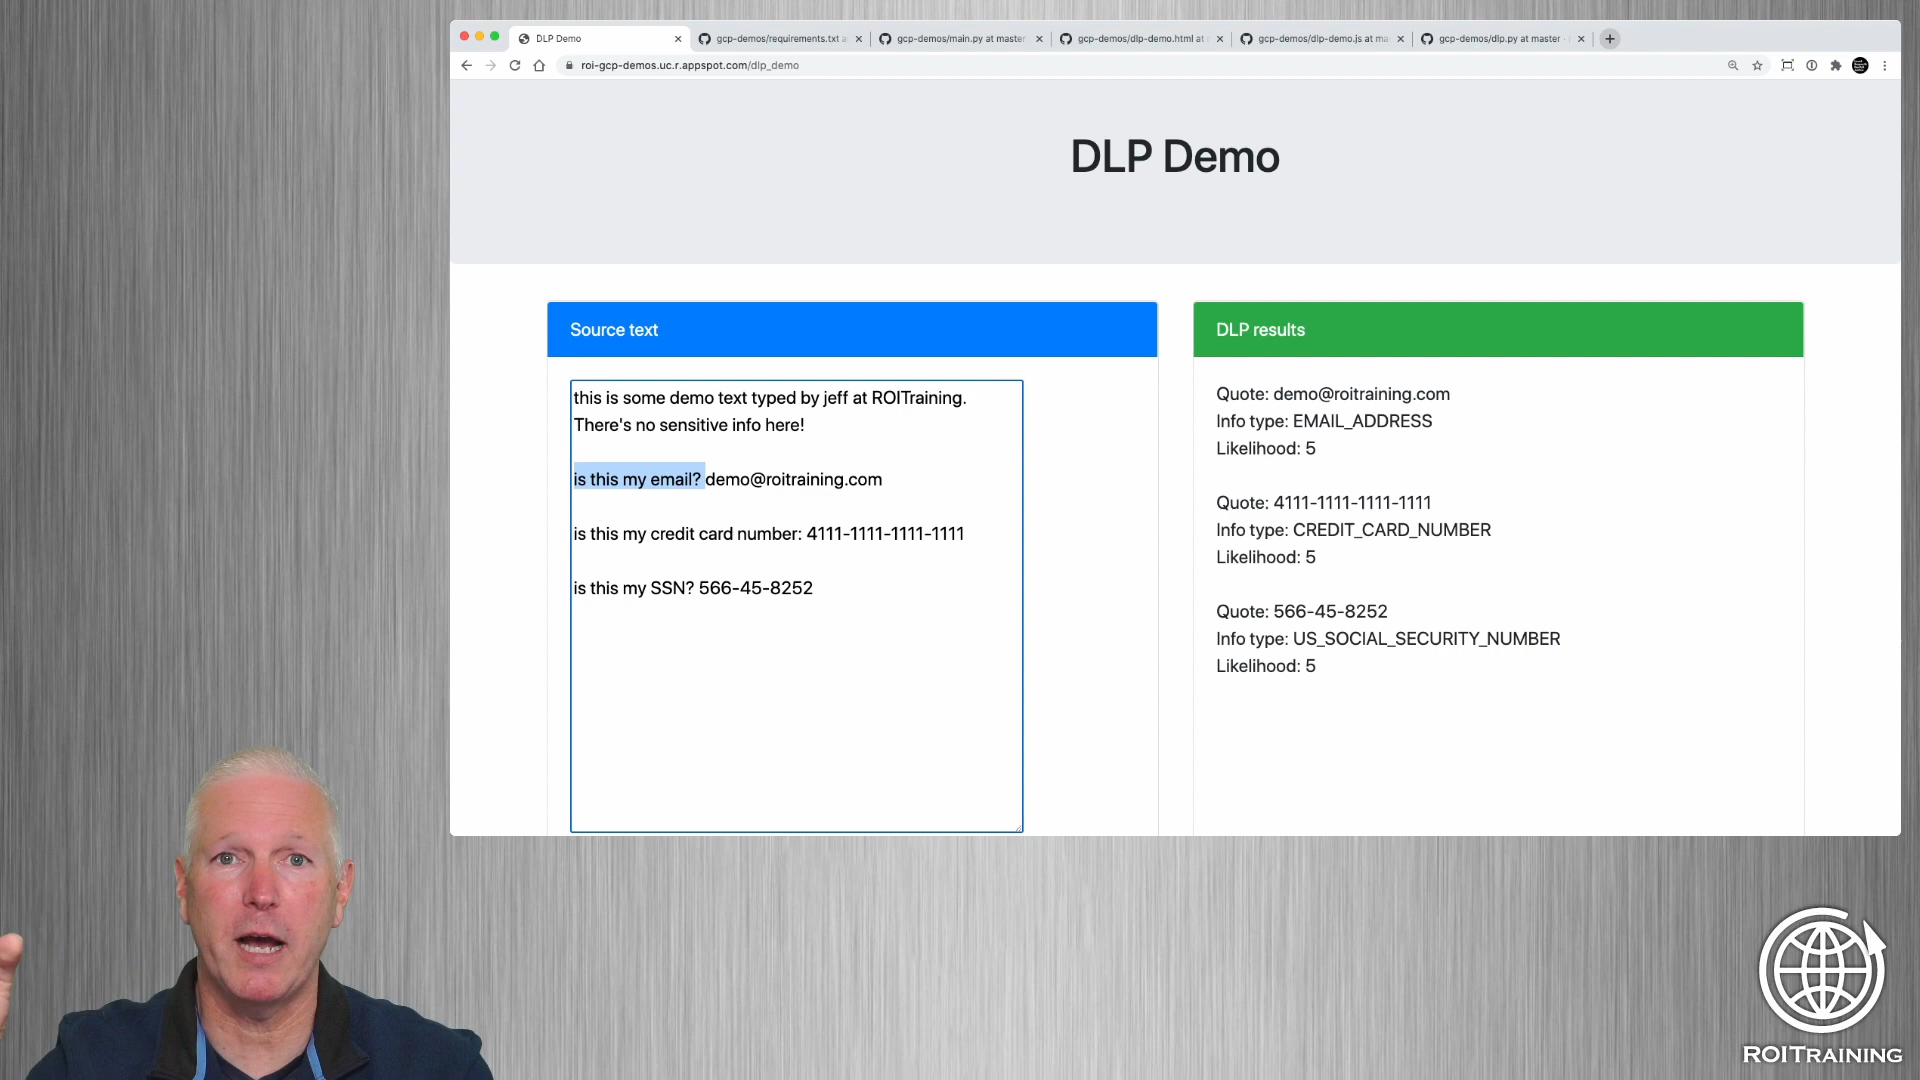 DLP Demo
gcp-demos/requirements.txt a
gcp-demos/main.py at master
gcp-demos/dlp-demo.html at
gcp-demos/dlp-demo.js at ma
gcp-demos/dlp.py at master
roi-gcp-demos.uc.r.appspot.com/dlp_demo
DLP Demo
Source text
this is some demo text typed by jeff at ROITraining.
There's no sensitive info here!
is this my email? demo@roitraining.com
is this my credit card number: 4111-1111-1111-1111
is this my SSN? 566-45-8252
DLP results
Quote: demo@roitraining.com
Info type: EMAIL_ADDRESS
Likelihood: 5
Quote: 4111-1111-1111-1111
Info type: CREDIT_CARD_NUMBER
Likelihood: 5
Quote: 566-45-8252
Info type: US_SOCIAL_SECURITY_NUMBER
Likelihood: 5
ROITRAINING